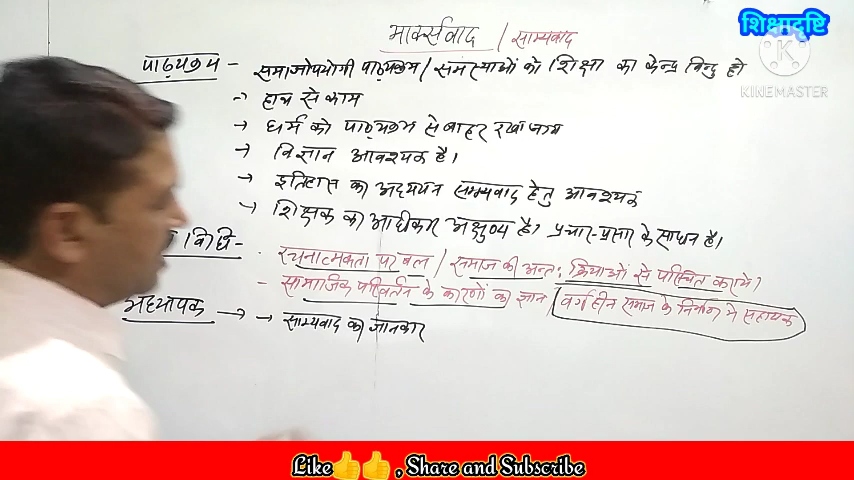 शिक्षादृष्टि
मार्क्सवाद / साम्यवाद
पाठ्यक्रम - समाजोपयोगी पाठ्यक्रम / समस्याओं को शिक्षा का केन्द्र बिन्दु हो
KINEMASTER
→ हाथ से काम
→ धर्म को पाठ्यक्रम से बाहर रखा जाय
→ विज्ञान आवश्यक है।
→ इतिहास का अध्ययन साम्यवाद हेतु आवश्यक
→ शिक्षक का अधिकार अक्षुण्य है। प्रचार-प्रसार के साधन है।
विधि - रचनात्मकता पर बल / समाज की अन्त: क्रियाओं से परिचित कराये।
- सामाजिक परिवर्तन के कारणों का ज्ञान वर्गहीन समाज के निर्माण मे सहायक
अध्यापक → → साम्यवाद का जानकार
Like👍👍 , Share and Subscribe